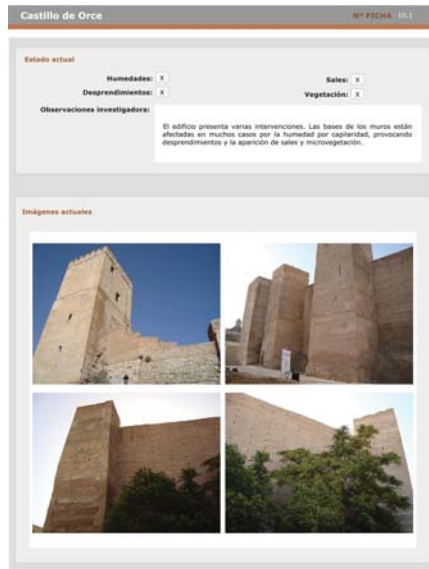 Castillo de Orce Nº FICHA 10.1
Estado actual
Humedades: X Sales: X
Desprendimientos: X Vegetación: X
Observaciones investigadora:
El edificio presenta varias intervenciones. Las bases de los muros están
afectadas en muchos casos por la humedad por capilaridad, provocando
desprendimientos y la aparición de sales y microvegetación.
Imágenes actuales